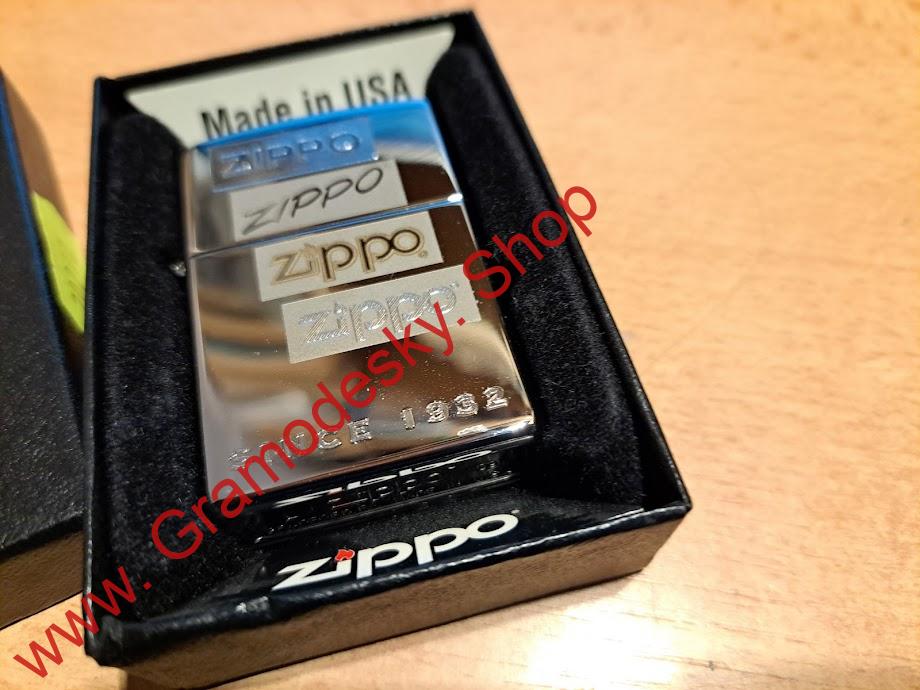 Made in USA
ZIPPO
ZIPPO
Zippo
zippo
SINCE 1932
zippo
www. Gramodesky. Shop